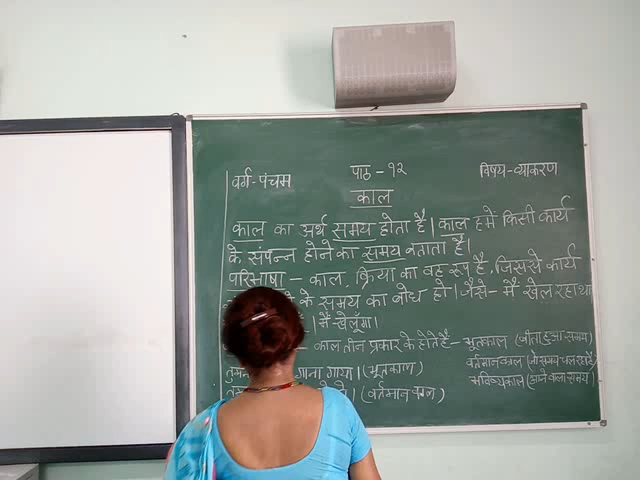 वर्ग-पंचम पाठ-१२ विषय-व्याकरण
काल
काल का अर्थ समय होता है। काल हमें किसी कार्य
के संपन्न होने का समय बताता है।
परिभाषा - काल, क्रिया का वह रूप है, जिससे कार्य
के समय का बोध हो। जैसे- मैं खेल रहा था
। मैं खेलूँगा।
- काल तीन प्रकार के होते हैं- भूतकाल (बीता हुआ समय)
वर्तमान काल (जो समय चल रहा है)
भविष्यकाल (आने वाला समय)
गाना गाया। (भूतकाल)
। (वर्तमान काल)